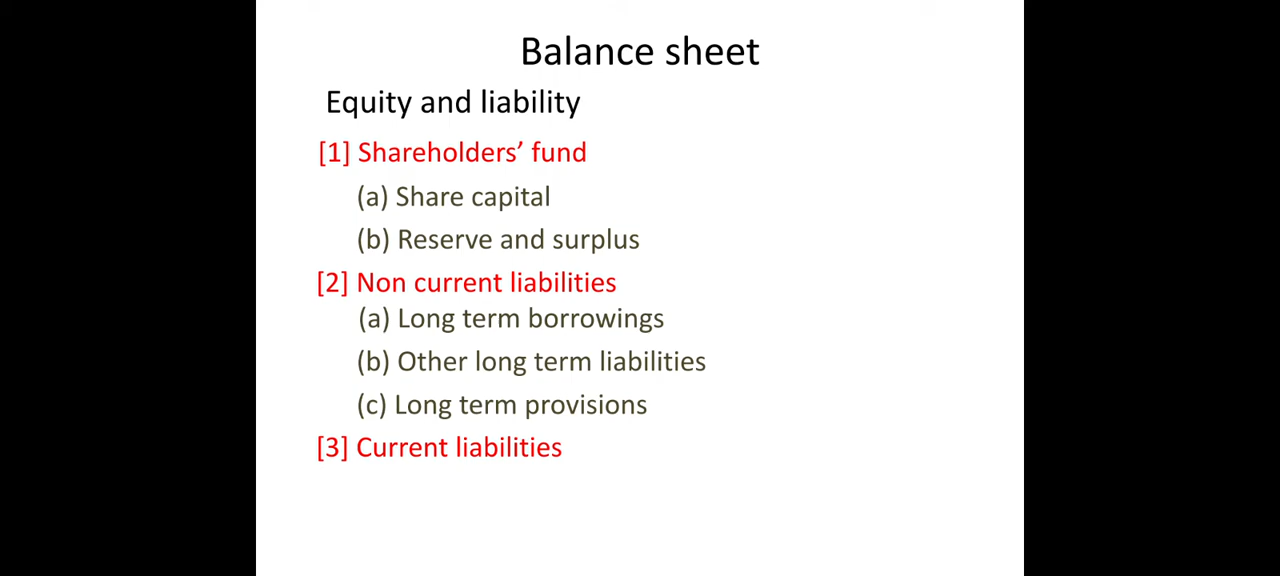 Balance sheet
Equity and liability
[1] Shareholders’ fund
(a) Share capital
(b) Reserve and surplus
[2] Non current liabilities
(a) Long term borrowings
(b) Other long term liabilities
(c) Long term provisions
[3] Current liabilities